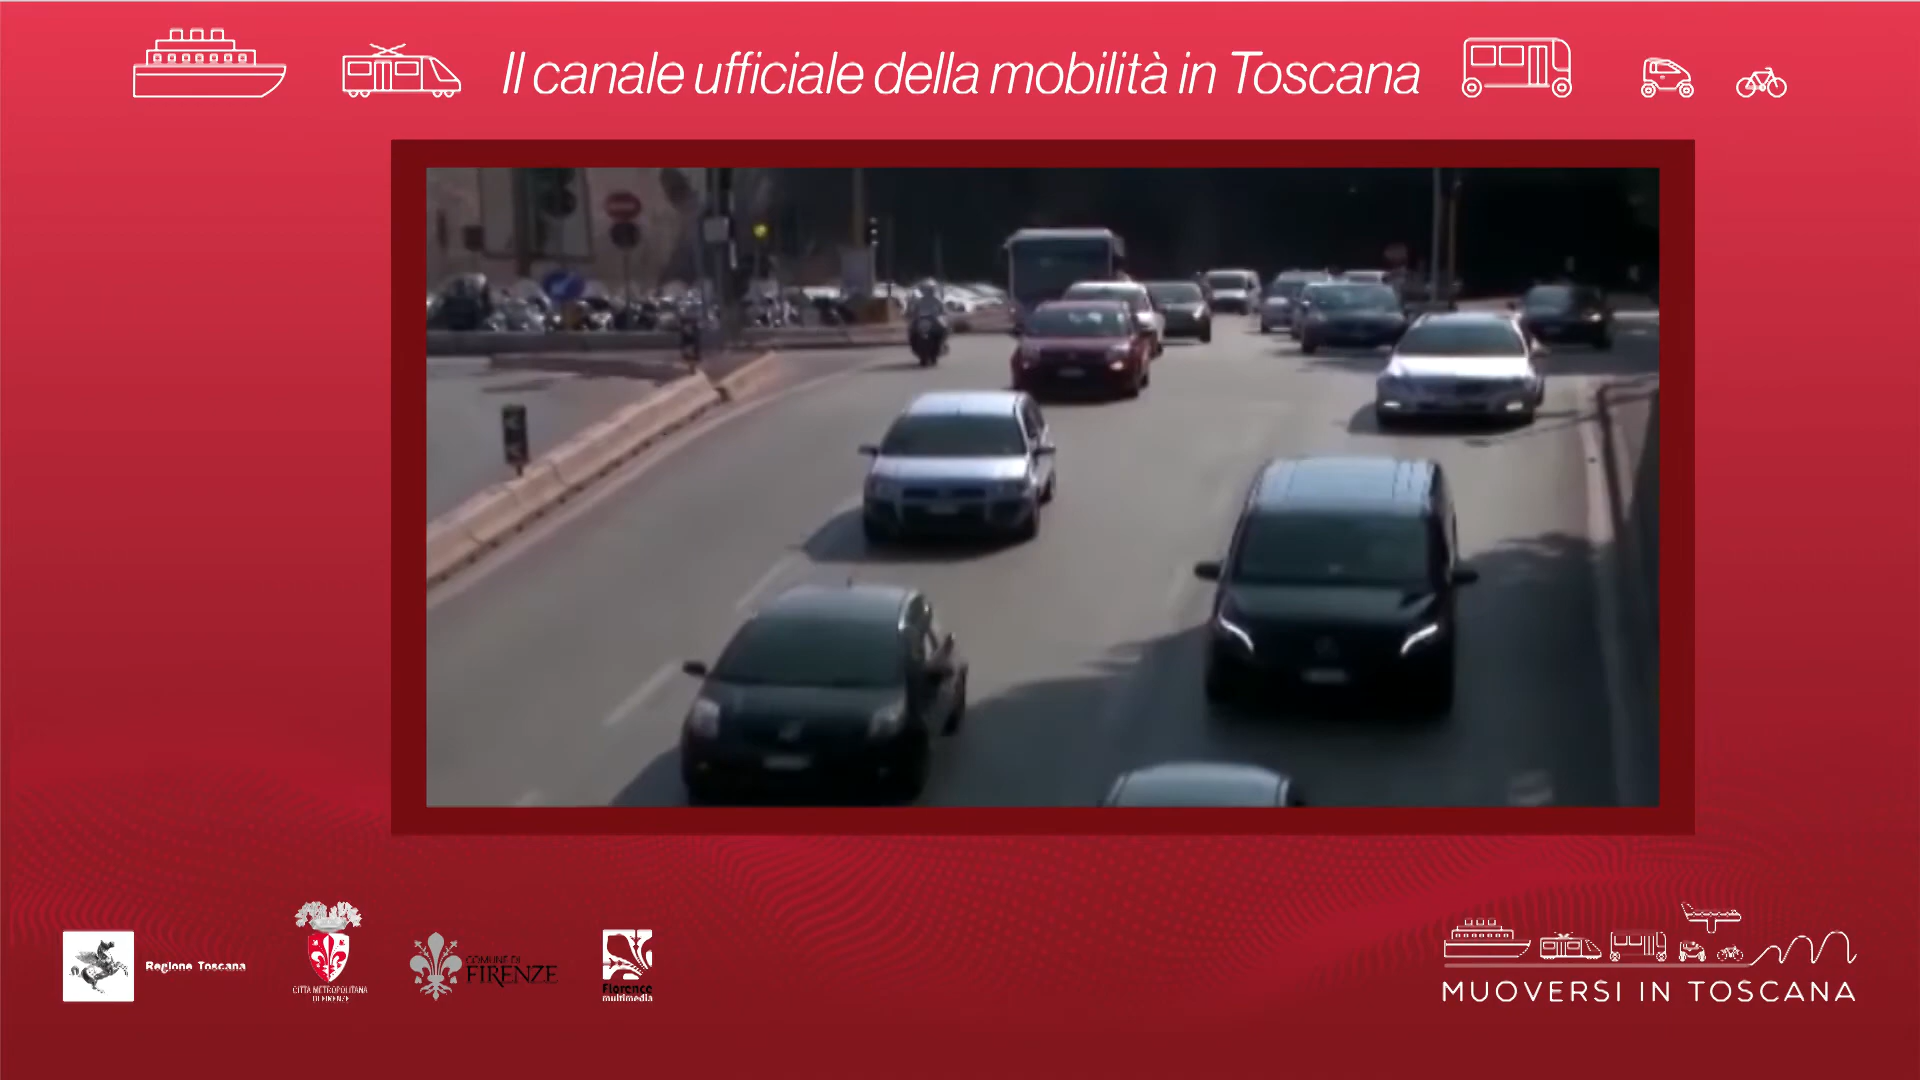 Il canale ufficiale della mobilità in Toscana
Regione Toscana
CITTÀ METROPOLITANA
DI FIRENZE
COMUNE DI
FIRENZE
Florence
multimedia
MUOVERSI IN TOSCANA